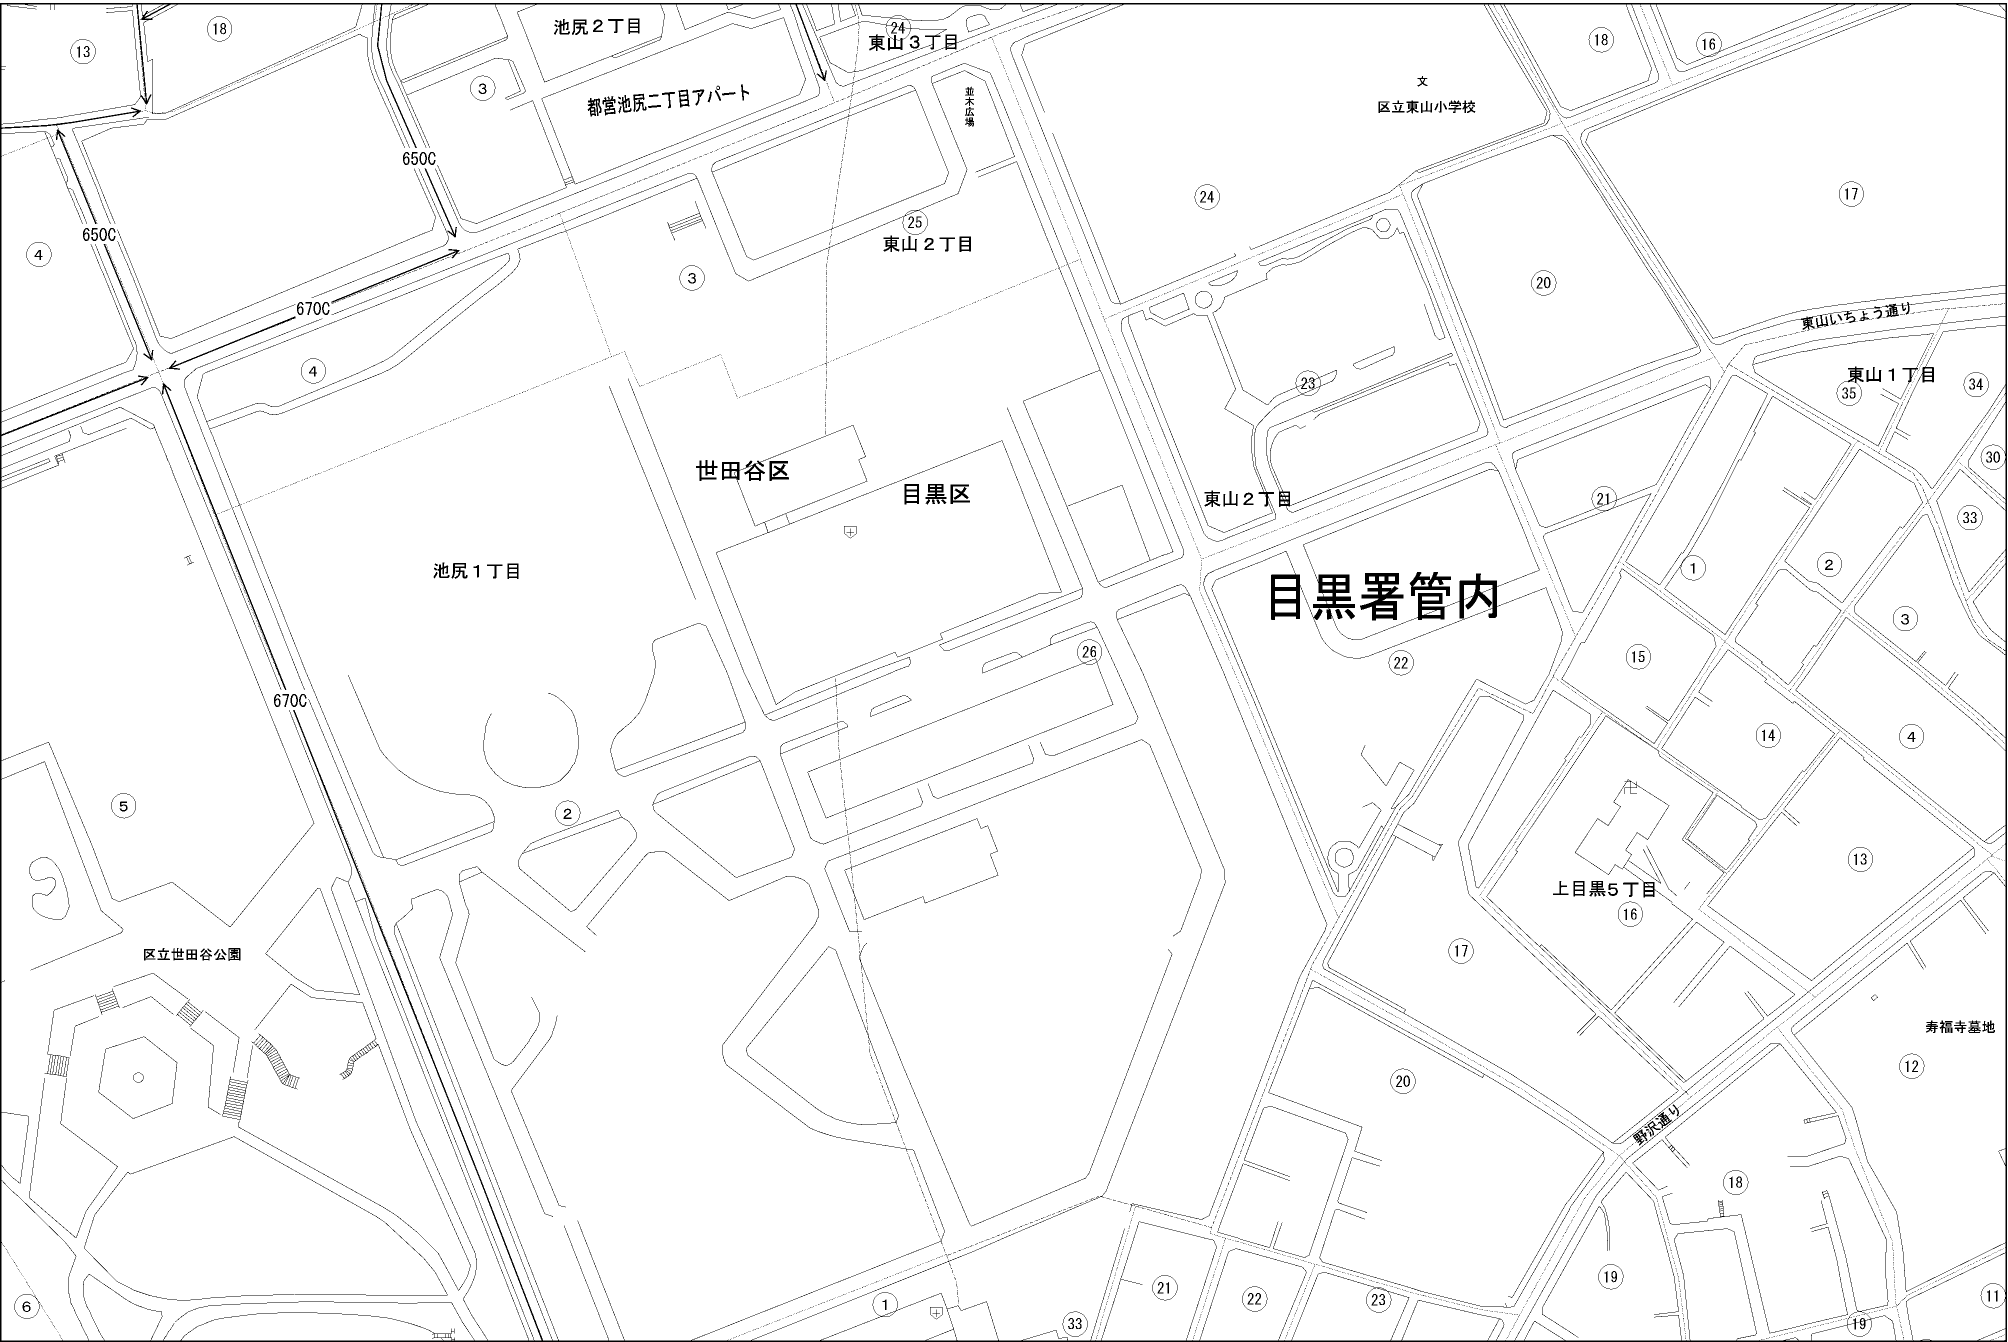 池尻２丁目
24
東山３丁目
18
13
18
16
3
都営池尻二丁目アパート
並木広場
文
区立東山小学校
650C
650C
4
24
17
25
東山２丁目
3
20
670C
東山いちょう通り
4
23
東山１丁目
35
34
世田谷区
目黒区
30
東山２丁目
21
33
池尻１丁目
目黒署管内
1
2
3
26
22
15
670C
14
4
5
2
卍
13
上目黒５丁目
16
区立世田谷公園
17
寿福寺墓地
12
20
野沢通り
18
6
1
33
21
22
23
19
19
11